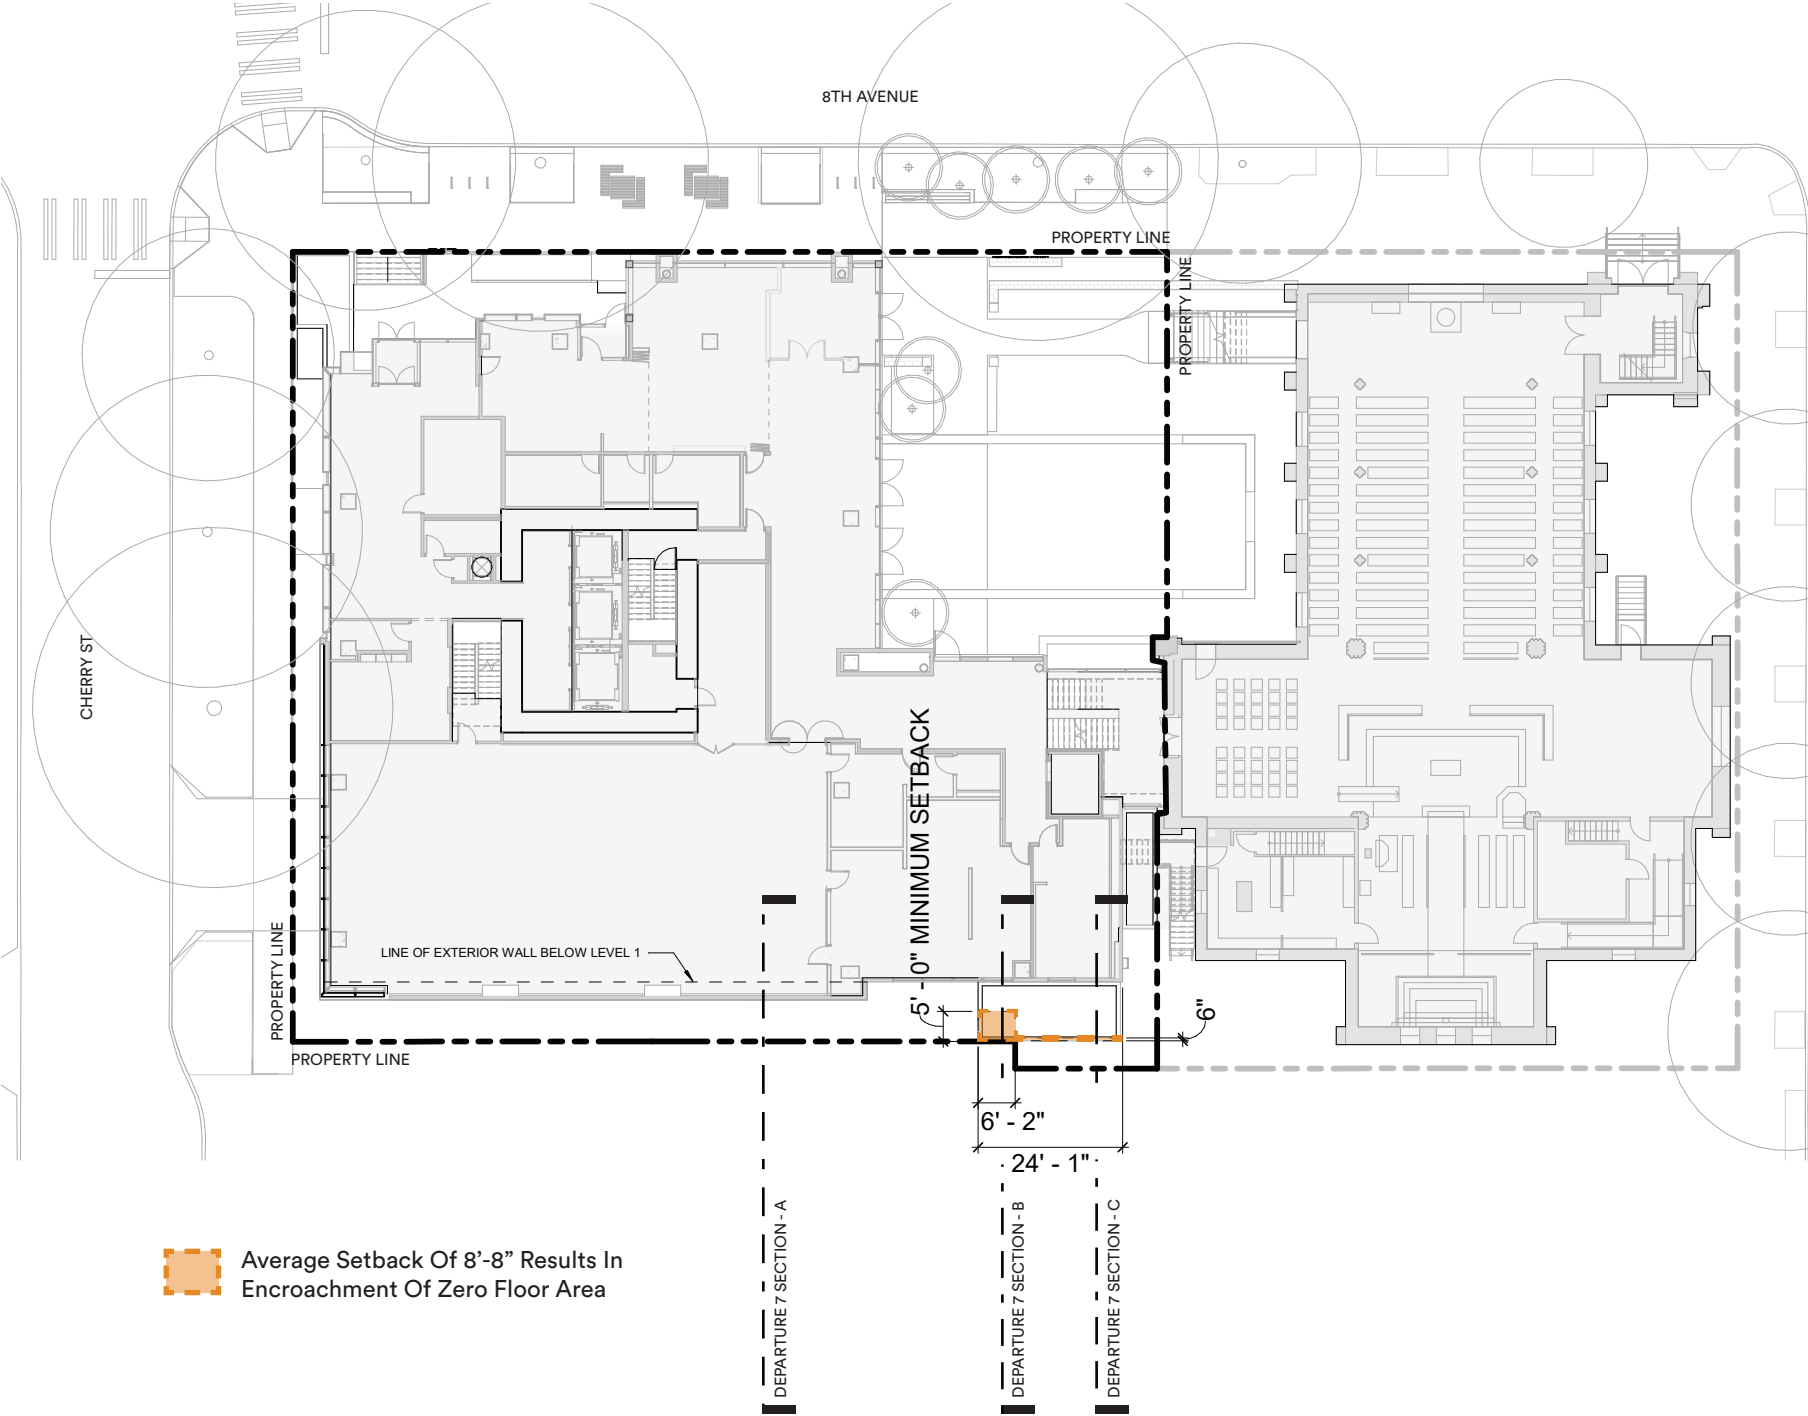 8TH AVENUE
PROPERTY LINE
PROPERTY LINE
CHERRY ST
5' - 0" MINIMUM SETBACK
LINE OF EXTERIOR WALL BELOW LEVEL 1
PROPERTY LINE
6"
PROPERTY LINE
6' - 2"
24' - 1"
DEPARTURE 7 SECTION - A
DEPARTURE 7 SECTION - B
DEPARTURE 7 SECTION - C
Average Setback Of 8’-8” Results In
Encroachment Of Zero Floor Area